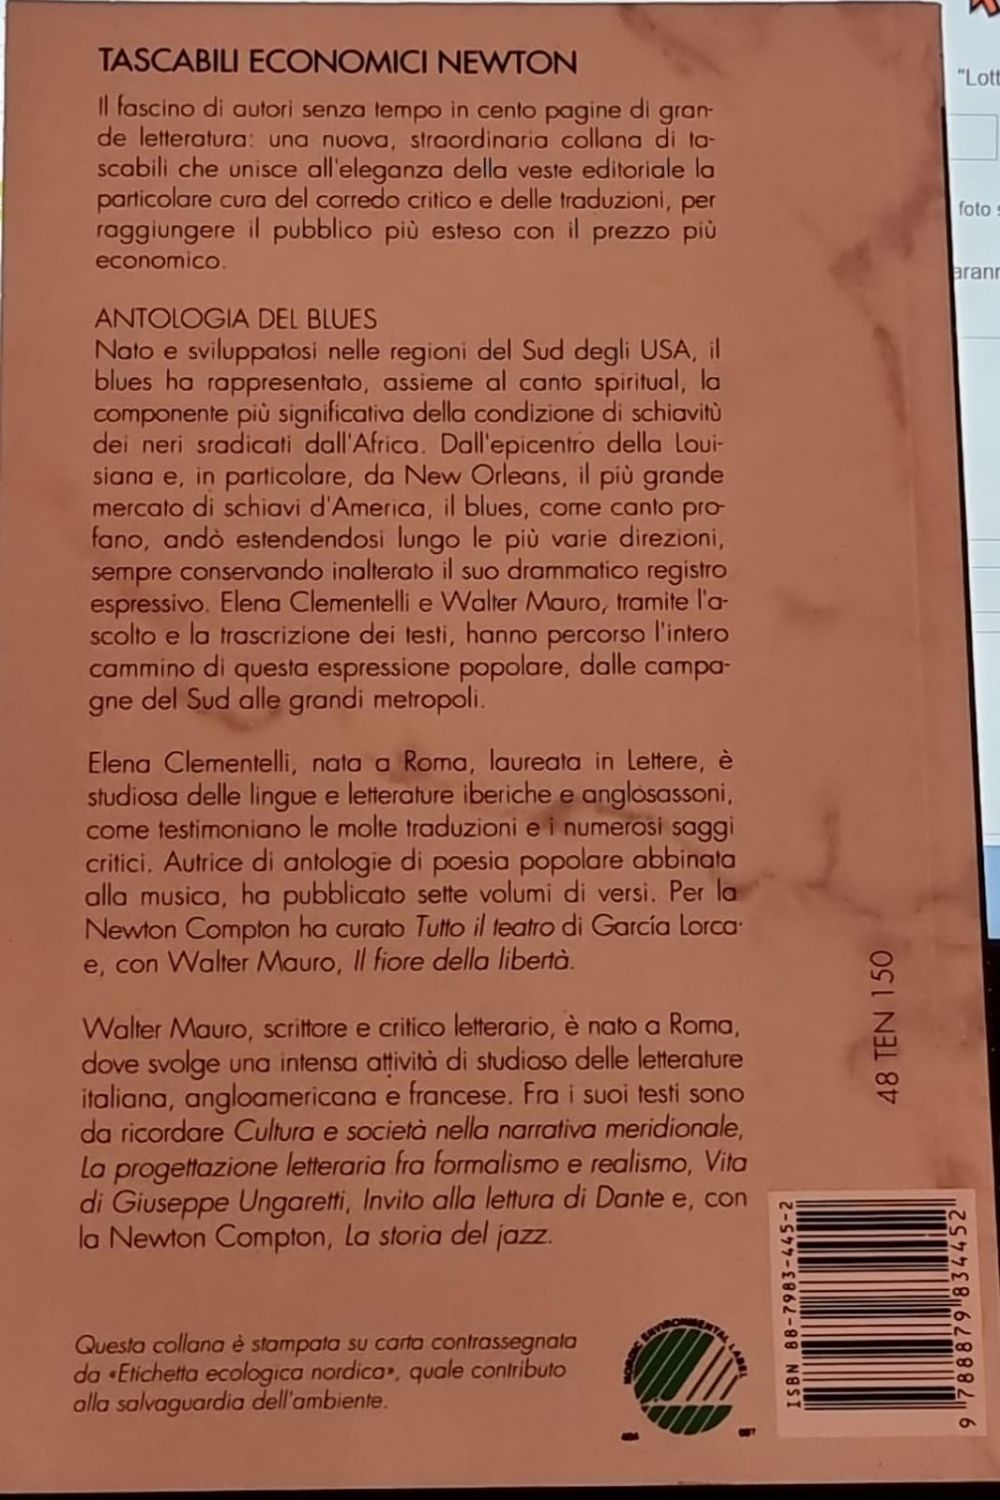 TASCABILI ECONOMICI NEWTON
Il fascino di autori senza tempo in cento pagine di gran-
de letteratura: una nuova, straordinaria collana di ta-
scabili che unisce all'eleganza della veste editoriale la
particolare cura del corredo critico e delle traduzioni, per
raggiungere il pubblico più esteso con il prezzo più
economico.
ANTOLOGIA DEL BLUES
Nato e sviluppatosi nelle regioni del Sud degli USA, il
blues ha rappresentato, assieme al canto spiritual, la
componente più significativa della condizione di schiavitù
dei neri sradicati dall'Africa. Dall'epicentro della Loui-
siana e, in particolare, da New Orleans, il più grande
mercato di schiavi d'America, il blues, come canto pro-
fano, andò estendendosi lungo le più varie direzioni,
sempre conservando inalterato il suo drammatico registro
espressivo. Elena Clementelli e Walter Mauro, tramite l'a-
scolto e la trascrizione dei testi, hanno percorso l'intero
cammino di questa espressione popolare, dalle campa-
gne del Sud alle grandi metropoli.
Elena Clementelli, nata a Roma, laureata in Lettere, è
studiosa delle lingue e letterature iberiche e anglosassoni,
come testimoniano le molte traduzioni e i numerosi saggi
critici. Autrice di antologie di poesia popolare abbinata
alla musica, ha pubblicato sette volumi di versi. Per la
Newton Compton ha curato Tutto il teatro di García Lorca
e, con Walter Mauro, Il fiore della libertà.
Walter Mauro, scrittore e critico letterario, è nato a Roma,
dove svolge una intensa attività di studioso delle letterature
italiana, angloamericana e francese. Fra i suoi testi sono
da ricordare Cultura e società nella narrativa meridionale,
La progettazione letteraria fra formalismo e realismo, Vita
di Giuseppe Ungaretti, Invito alla lettura di Dante e, con
la Newton Compton, La storia del jazz.
Questa collana è stampata su carta contrassegnata
da «Etichetta ecologica nordica», quale contributo
alla salvaguardia dell'ambiente.
NORDIC ENVIRONMENTAL LABEL
48 TEN 150
ISBN 88-7983-445-2
9 788879 834452
"Lott
foto
arann